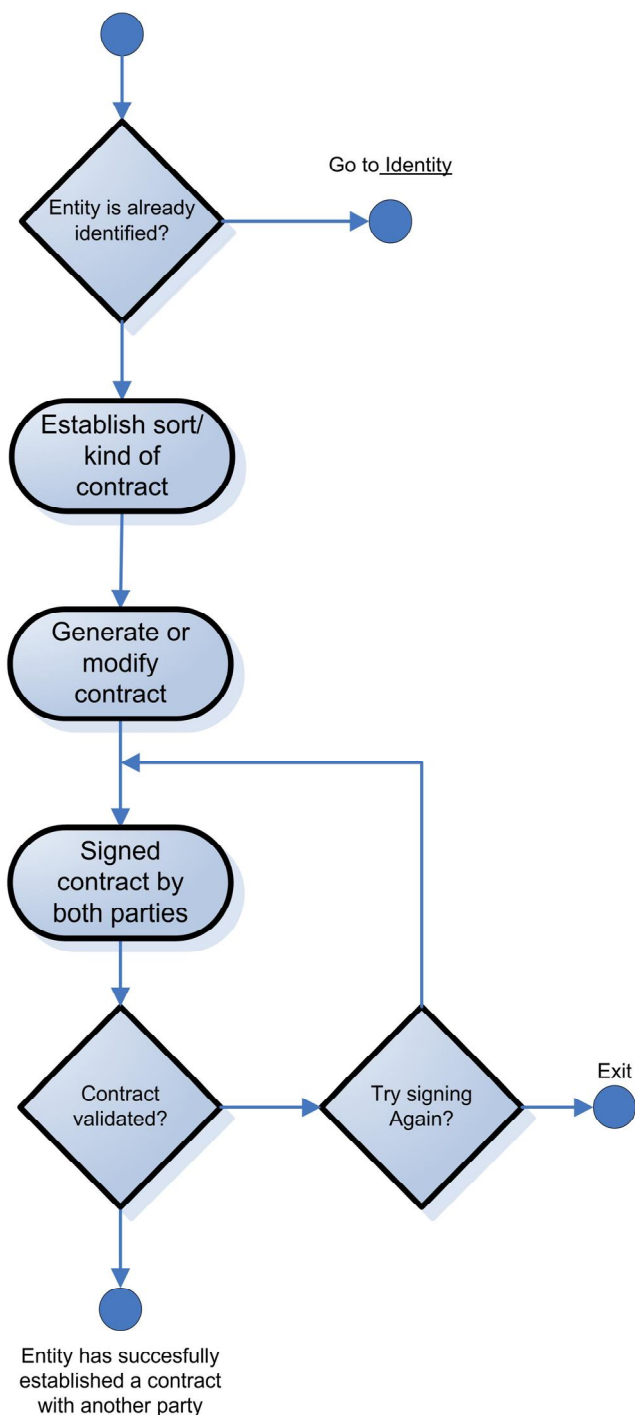 Go to Identity
Entity is already
identified?
Establish sort/
kind of
contract
Generate or
modify
contract
Signed
contract by
both parties
Contract
validated?
Try signing
Again?
Exit
Entity has succesfully
established a contract
with another party